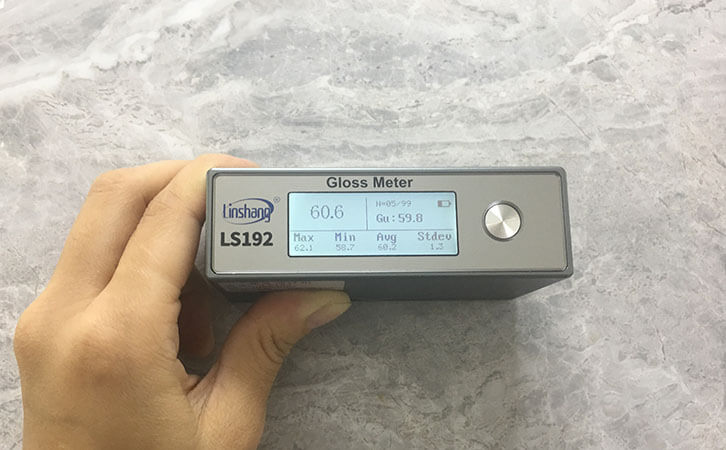 Gloss Meter
Linshang®
LS192
60.6
N=05/99
Gu:59.8
Max Min Avg Stdev
62.1 58.7 60.2 1.3